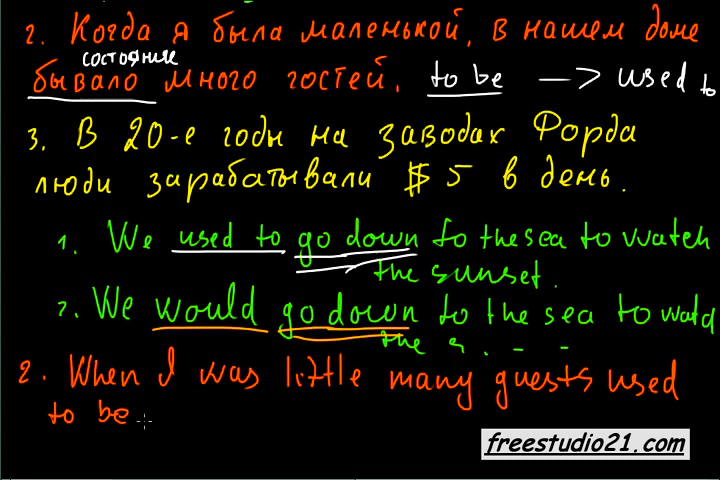 2. Когда я была маленькой, в нашем доме
состояние
бывало много гостей. to be —> used to
3. В 20-е годы на заводах Форда
люди зарабатывали $5 в день.
1. We used to go down to the sea to watch
the sunset.
2. We would go down to the sea to watch
the s. - -
2. When I was little many guests used
to be
freestudio21.com